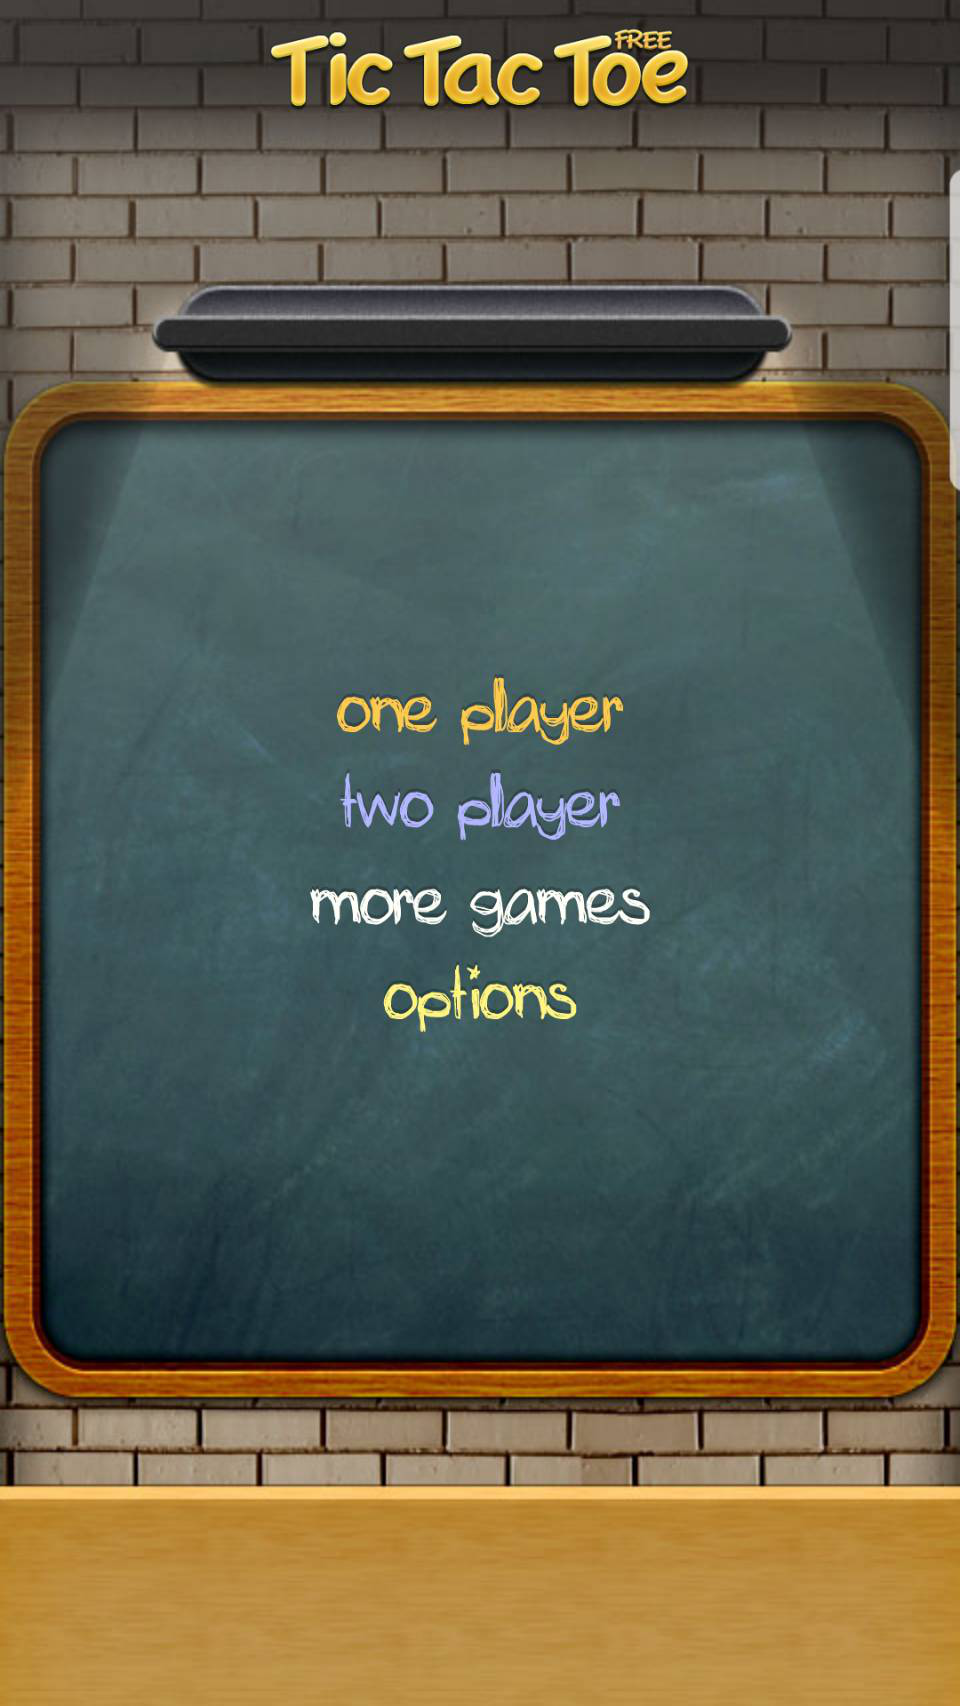 Tic Tac Toe FREE
one player
two player
more games
options